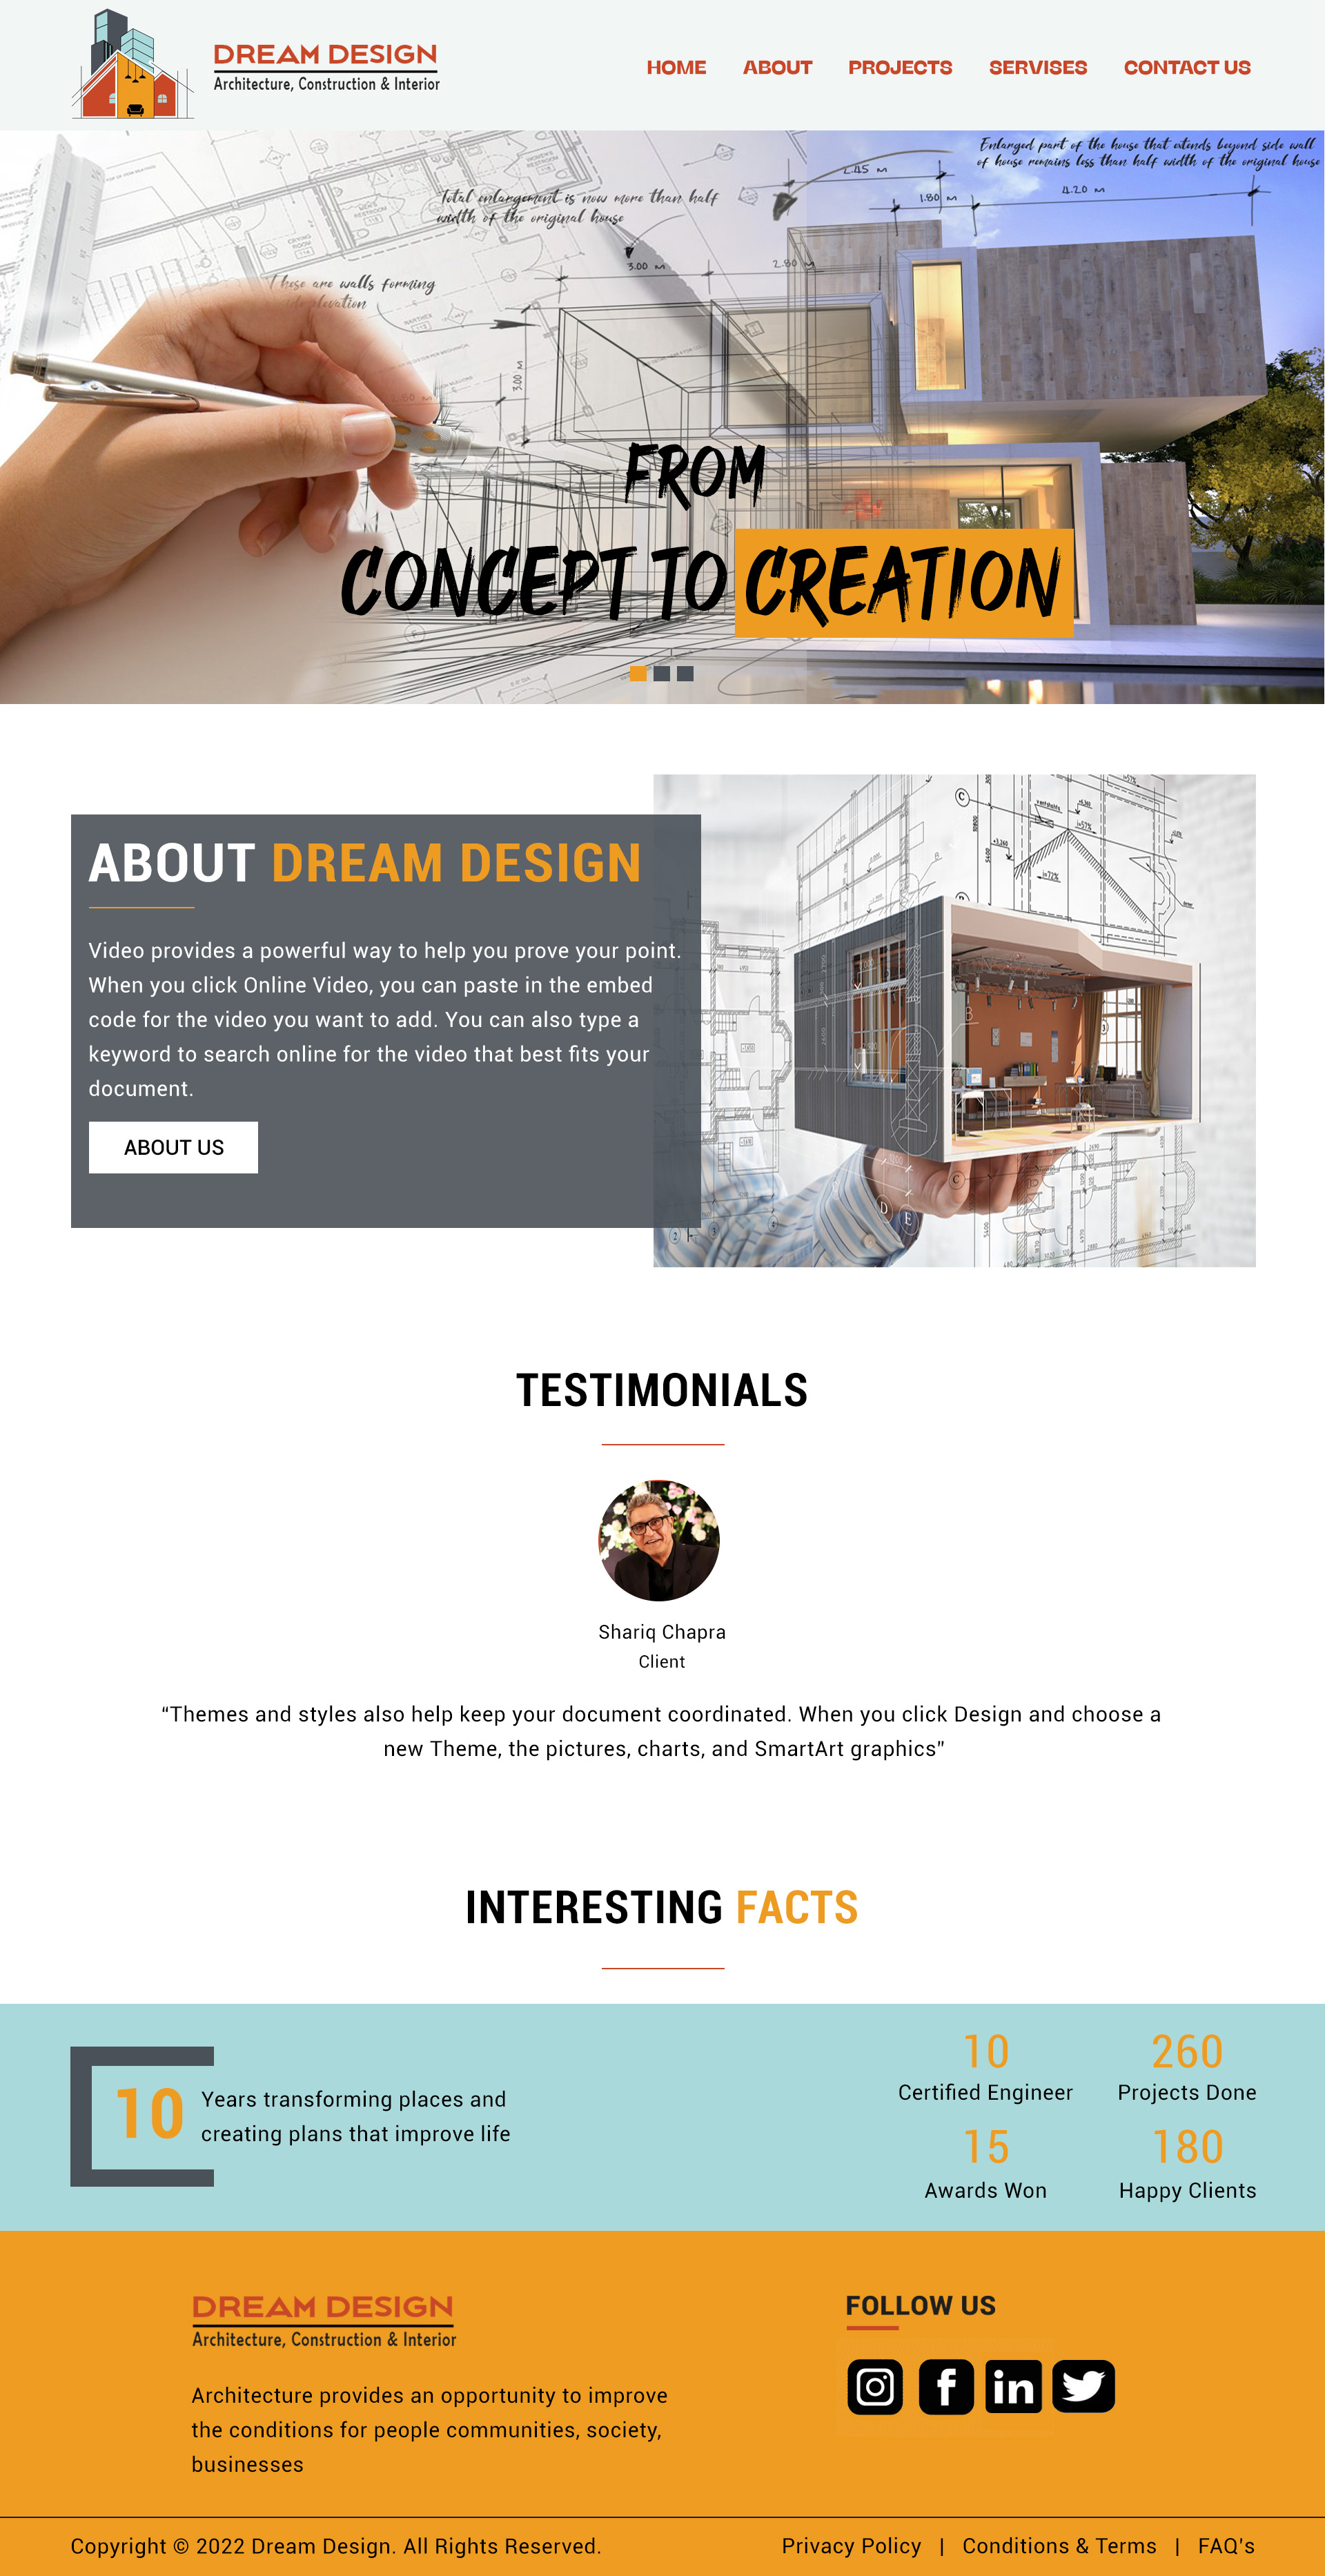 DREAM DESIGN
Architecture, Construction & Interior
HOME ABOUT PROJECTS SERVISES CONTACT US
Enlarged part of the house that extends beyond side wall
of house remains less than half width of the original house
2.45 m
1.80 m
4.20 m
Total enlargement is now more than half
width of the original house
3.00 m
2.80 m
These are walls forming
elevation
3.00 m
FROM
CONCEPT TO CREATION
ABOUT DREAM DESIGN
Video provides a powerful way to help you prove your point.
When you click Online Video, you can paste in the embed
code for the video you want to add. You can also type a
keyword to search online for the video that best fits your
document.
ABOUT US
TESTIMONIALS
Shariq Chapra
Client
“Themes and styles also help keep your document coordinated. When you click Design and choose a
new Theme, the pictures, charts, and SmartArt graphics”
INTERESTING FACTS
10 Years transforming places and
creating plans that improve life
10 260
Certified Engineer Projects Done
15 180
Awards Won Happy Clients
DREAM DESIGN
Architecture, Construction & Interior
Architecture provides an opportunity to improve
the conditions for people communities, society,
businesses
FOLLOW US
Copyright © 2022 Dream Design. All Rights Reserved.
Privacy Policy | Conditions & Terms | FAQ's